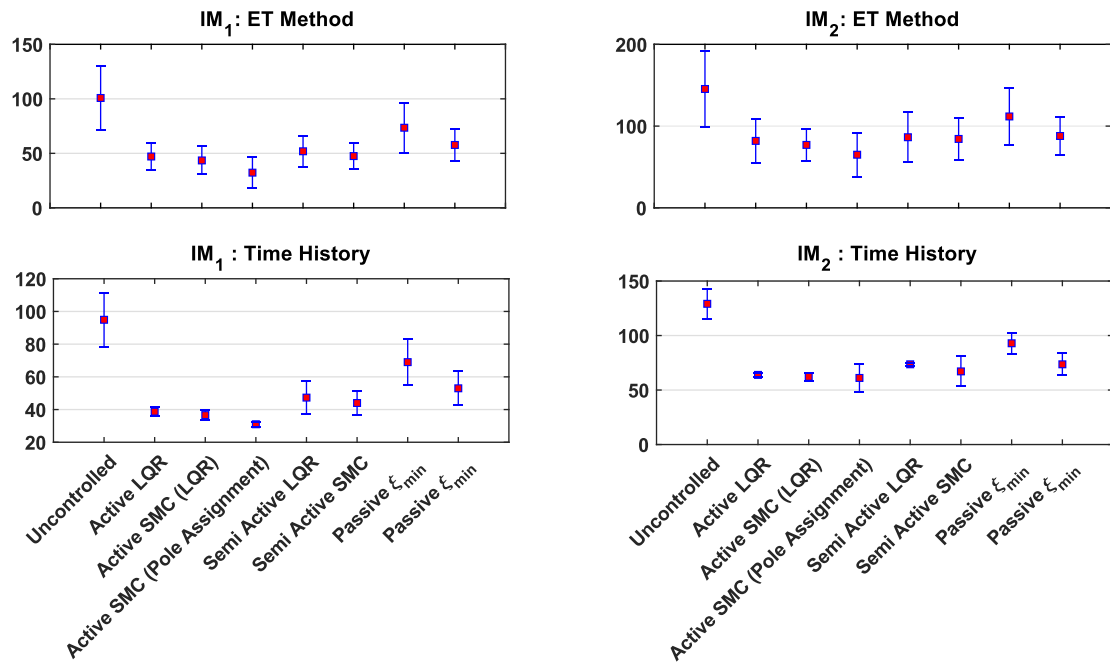 IM₁: ET Method
150
100
50
0
IM₂: ET Method
200
100
0
IM₁ : Time History
120
100
80
60
40
20
Uncontrolled
Active LQR
Active SMC (LQR)
Active SMC (Pole Assignment)
Semi Active LQR
Semi Active SMC
Passive ξmin
Passive ξmin
IM₂ : Time History
150
100
50
0
Uncontrolled
Active LQR
Active SMC (LQR)
Active SMC (Pole Assignment)
Semi Active LQR
Semi Active SMC
Passive ξmin
Passive ξmin